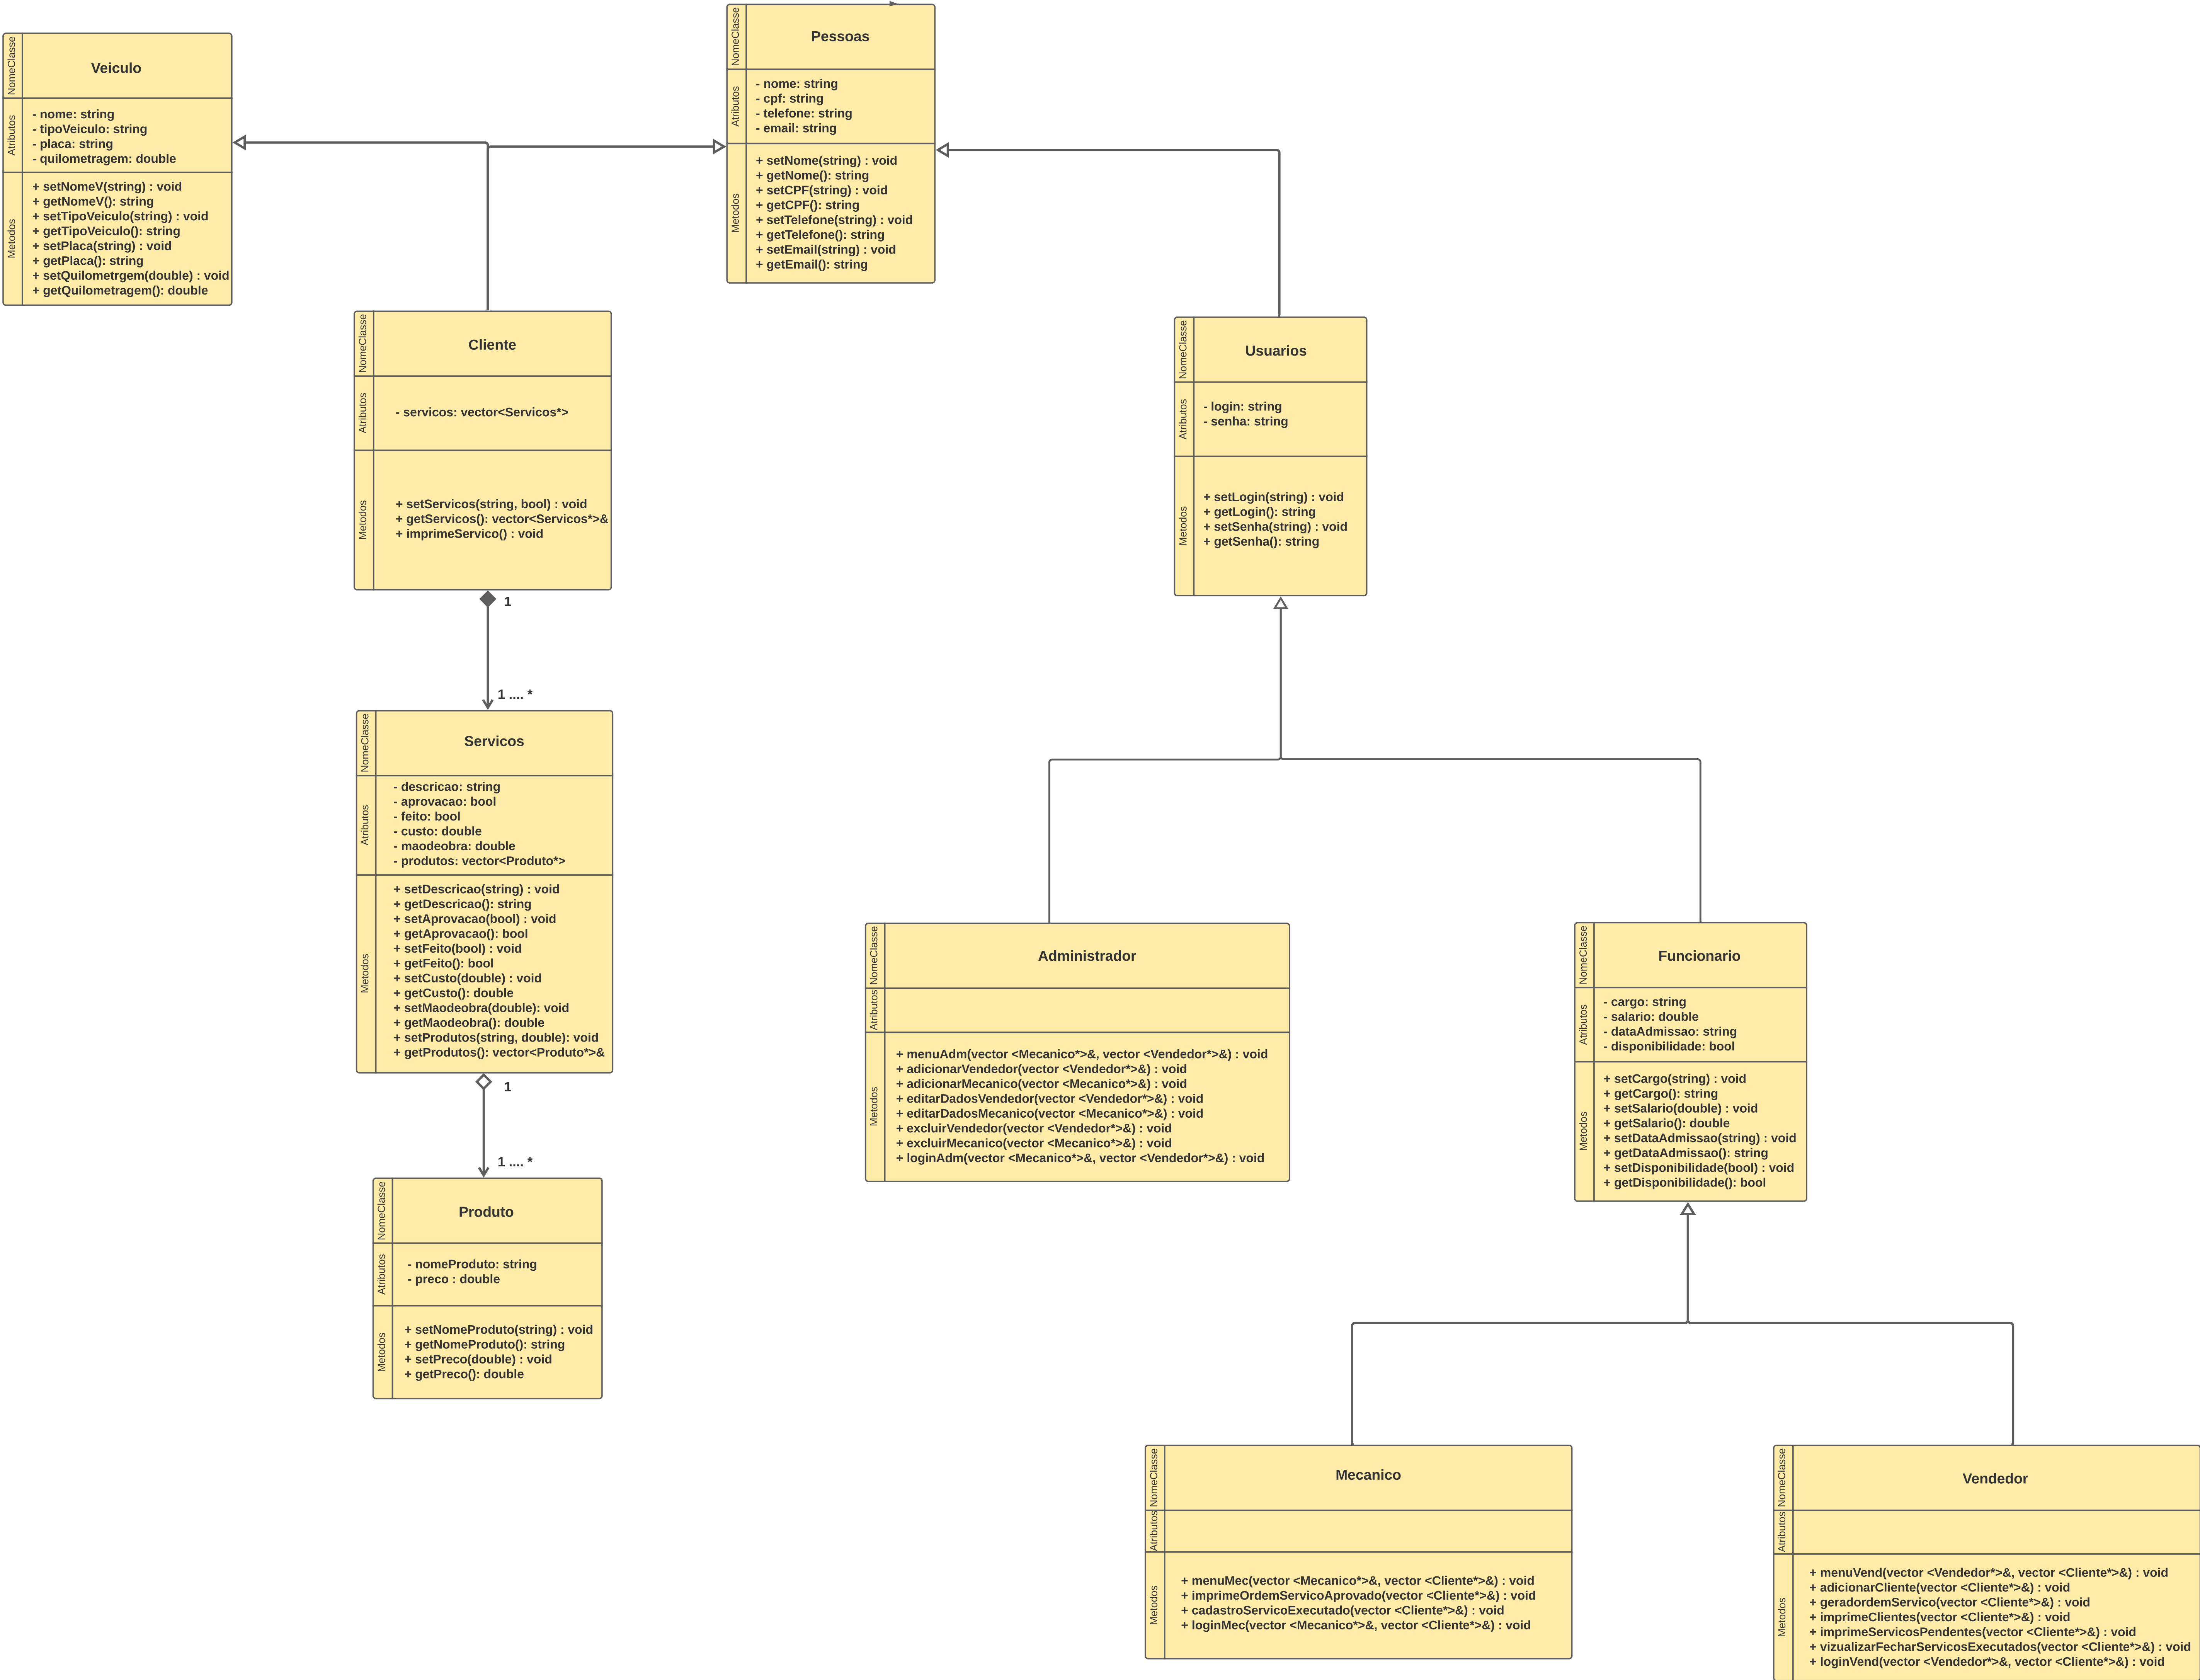 NomeClasse
Veiculo
Atributos
- nome: string
- tipoVeiculo: string
- placa: string
- quilometragem: double
Metodos
+ setNomeV(string) : void
+ getNomeV(): string
+ setTipoVeiculo(string) : void
+ getTipoVeiculo(): string
+ setPlaca(string) : void
+ getPlaca(): string
+ setQuilometrgem(double) : void
+ getQuilometragem(): double
NomeClasse
Pessoas
Atributos
- nome: string
- cpf: string
- telefone: string
- email: string
Metodos
+ setNome(string) : void
+ getNome(): string
+ setCPF(string) : void
+ getCPF(): string
+ setTelefone(string) : void
+ getTelefone(): string
+ setEmail(string) : void
+ getEmail(): string
NomeClasse
Cliente
Atributos
- servicos: vector<Servicos*>
Metodos
+ setServicos(string, bool) : void
+ getServicos(): vector<Servicos*>&
+ imprimeServico() : void
1
1 .... *
NomeClasse
Usuarios
Atributos
- login: string
- senha: string
Metodos
+ setLogin(string) : void
+ getLogin(): string
+ setSenha(string) : void
+ getSenha(): string
NomeClasse
Servicos
Atributos
- descricao: string
- aprovacao: bool
- feito: bool
- custo: double
- maodeobra: double
- produtos: vector<Produto*>
Metodos
+ setDescricao(string) : void
+ getDescricao(): string
+ setAprovacao(bool) : void
+ getAprovacao(): bool
+ setFeito(bool) : void
+ getFeito(): bool
+ setCusto(double) : void
+ getCusto(): double
+ setMaodeobra(double): void
+ getMaodeobra(): double
+ setProdutos(string, double): void
+ getProdutos(): vector<Produto*>&
1
1 .... *
NomeClasse
Produto
Atributos
- nomeProduto: string
- preco : double
Metodos
+ setNomeProduto(string) : void
+ getNomeProduto(): string
+ setPreco(double) : void
+ getPreco(): double
NomeClasse
Administrador
Atributos
Metodos
+ menuAdm(vector <Mecanico*>&, vector <Vendedor*>&) : void
+ adicionarVendedor(vector <Vendedor*>&) : void
+ adicionarMecanico(vector <Mecanico*>&) : void
+ editarDadosVendedor(vector <Vendedor*>&) : void
+ editarDadosMecanico(vector <Mecanico*>&) : void
+ excluirVendedor(vector <Vendedor*>&) : void
+ excluirMecanico(vector <Mecanico*>&) : void
+ loginAdm(vector <Mecanico*>&, vector <Vendedor*>&) : void
NomeClasse
Funcionario
Atributos
- cargo: string
- salario: double
- dataAdmissao: string
- disponibilidade: bool
Metodos
+ setCargo(string) : void
+ getCargo(): string
+ setSalario(double) : void
+ getSalario(): double
+ setDataAdmissao(string) : void
+ getDataAdmissao(): string
+ setDisponibilidade(bool) : void
+ getDisponibilidade(): bool
NomeClasse
Mecanico
Atributos
Metodos
+ menuMec(vector <Mecanico*>&, vector <Cliente*>&) : void
+ imprimeOrdemServicoAprovado(vector <Cliente*>&) : void
+ cadastroServicoExecutado(vector <Cliente*>&) : void
+ loginMec(vector <Mecanico*>&, vector <Cliente*>&) : void
NomeClasse
Vendedor
Atributos
Metodos
+ menuVend(vector <Vendedor*>&, vector <Cliente*>&) : void
+ adicionarCliente(vector <Cliente*>&) : void
+ geradordemServico(vector <Cliente*>&) : void
+ imprimeClientes(vector <Cliente*>&) : void
+ imprimeServicosPendentes(vector <Cliente*>&) : void
+ vizualizarFecharServicosExecutados(vector <Cliente*>&) : void
+ loginVend(vector <Vendedor*>&, vector <Cliente*>&) : void